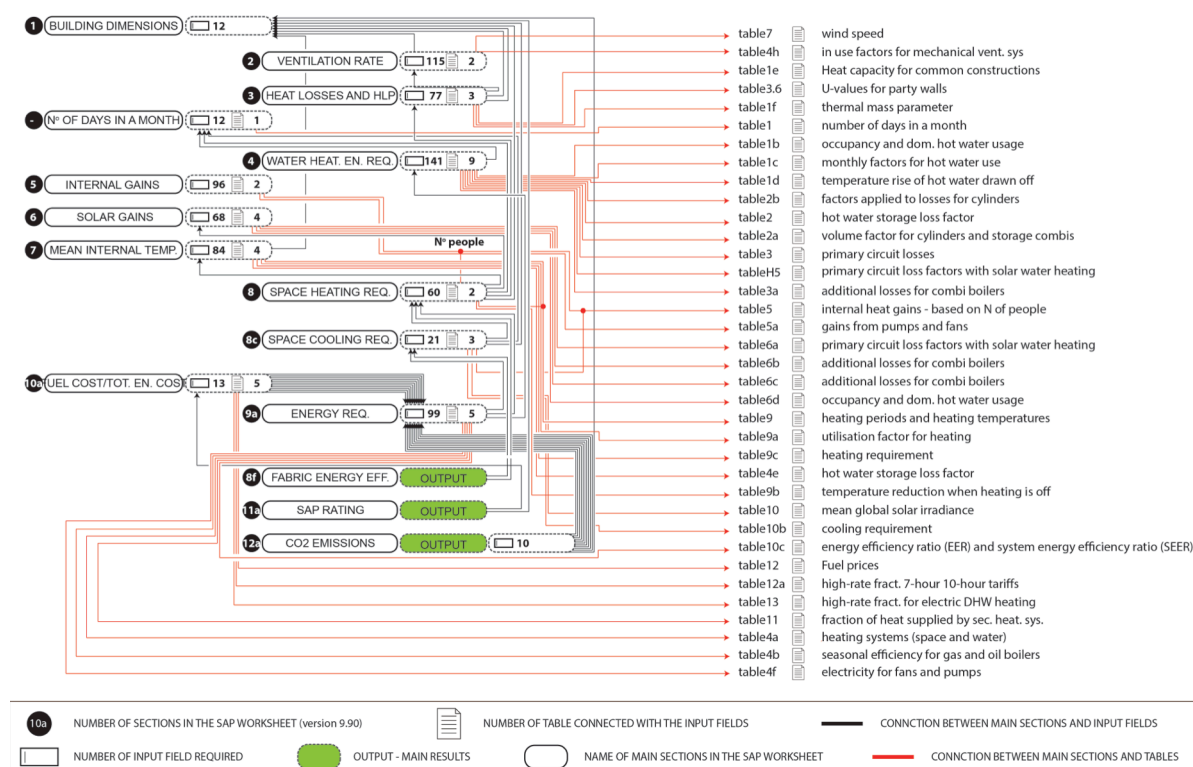 1 BUILDING DIMENSIONS 12
2 VENTILATION RATE 115 2
3 HEAT LOSSES AND HLP 77 3
- Nº OF DAYS IN A MONTH 12 1
4 WATER HEAT. EN. REQ. 141 9
5 INTERNAL GAINS 96 2
6 SOLAR GAINS 68 4
7 MEAN INTERNAL TEMP. 84 4
Nº people
8 SPACE HEATING REQ. 60 2
8c SPACE COOLING REQ. 21 3
10a UEL COST/TOT. EN. COS 13 5
9a ENERGY REQ. 99 5
8f FABRIC ENERGY EFF. OUTPUT
11a SAP RATING OUTPUT
12a CO2 EMISSIONS OUTPUT 10
table7 wind speed
table4h in use factors for mechanical vent. sys
table1e Heat capacity for common constructions
table3.6 U-values for party walls
table1f thermal mass parameter
table1 number of days in a month
table1b occupancy and dom. hot water usage
table1c monthly factors for hot water use
table1d temperature rise of hot water drawn off
table2b factors applied to losses for cylinders
table2 hot water storage loss factor
table2a volume factor for cylinders and storage combis
table3 primary circuit losses
tableH5 primary circuit loss factors with solar water heating
table3a additional losses for combi boilers
table5 internal heat gains - based on N of people
table5a gains from pumps and fans
table6a primary circuit loss factors with solar water heating
table6b additional losses for combi boilers
table6c additional losses for combi boilers
table6d occupancy and dom. hot water usage
table9 heating periods and heating temperatures
table9a utilisation factor for heating
table9c heating requirement
table4e hot water storage loss factor
table9b temperature reduction when heating is off
table10 mean global solar irradiance
table10b cooling requirement
table10c energy efficiency ratio (EER) and system energy efficiency ratio (SEER)
table12 Fuel prices
table12a high-rate fract. 7-hour 10-hour tariffs
table13 high-rate fract. for electric DHW heating
table11 fraction of heat supplied by sec. heat. sys.
table4a heating systems (space and water)
table4b seasonal efficiency for gas and oil boilers
table4f electricity for fans and pumps
10a NUMBER OF SECTIONS IN THE SAP WORKSHEET (version 9.90) NUMBER OF TABLE CONNECTED WITH THE INPUT FIELDS CONNCTION BETWEEN MAIN SECTIONS AND INPUT FIELDS
NUMBER OF INPUT FIELD REQUIRED OUTPUT - MAIN RESULTS NAME OF MAIN SECTIONS IN THE SAP WORKSHEET CONNCTION BETWEEN MAIN SECTIONS AND TABLES